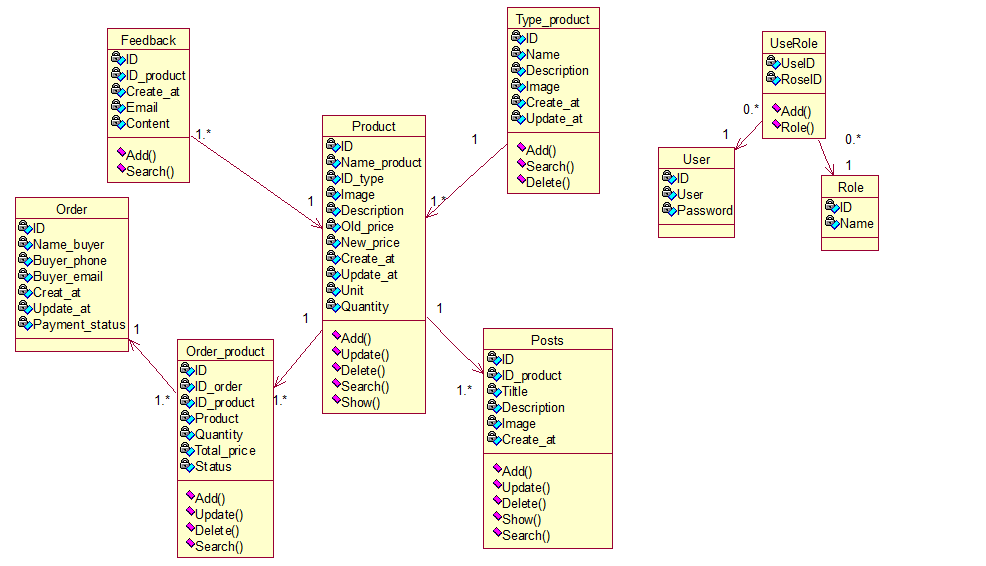 Feedback
ID
ID_product
Create_at
Email
Content
Add()
Search()
1.*
1
Type_product
ID
Name
Description
Image
Create_at
Update_at
Add()
Search()
Delete()
1
1.*
Product
ID
Name_product
ID_type
Image
Description
Old_price
New_price
Create_at
Update_at
Unit
Quantity
Add()
Update()
Delete()
Search()
Show()
UseRole
UseID
RoseID
Add()
Role()
0.*
1
0.*
1
User
ID
User
Password
Role
ID
Name
Order
ID
Name_buyer
Buyer_phone
Buyer_email
Creat_at
Update_at
Payment_status
1
1.*
Order_product
ID
ID_order
ID_product
Product
Quantity
Total_price
Status
Add()
Update()
Delete()
Search()
1
1.*
1
1.*
Posts
ID
ID_product
Tiltle
Description
Image
Create_at
Add()
Update()
Delete()
Show()
Search()